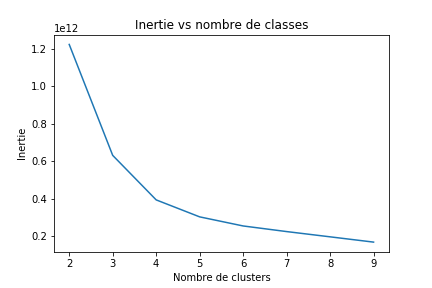 Inertie vs nombre de classes
1e12
1.2
1.0
0.8
0.6
0.4
0.2
Inertie
2 3 4 5 6 7 8 9
Nombre de clusters